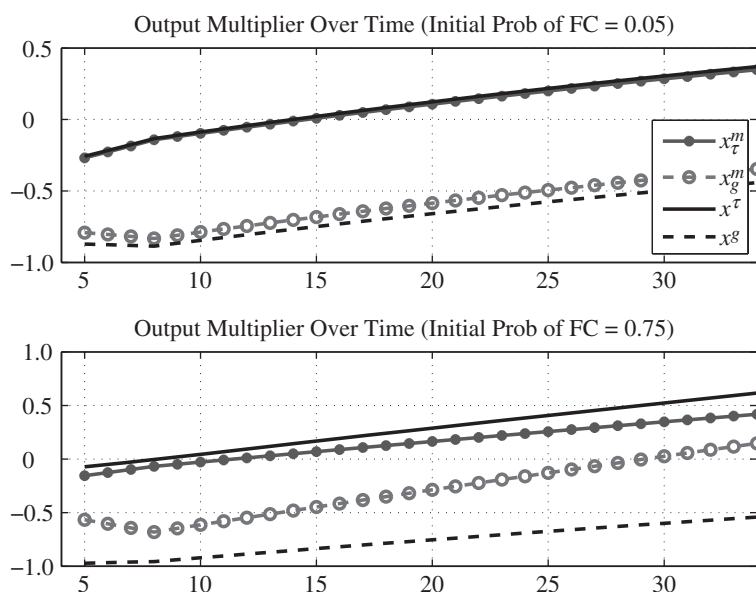 Output Multiplier Over Time (Initial Prob of FC = 0.05)
0.5
0
−0.5
−1.0
5 10 15 20 25 30
x_τ^m
x_g^m
x^τ
x^g
Output Multiplier Over Time (Initial Prob of FC = 0.75)
1.0
0.5
0
−0.5
−1.0
5 10 15 20 25 30